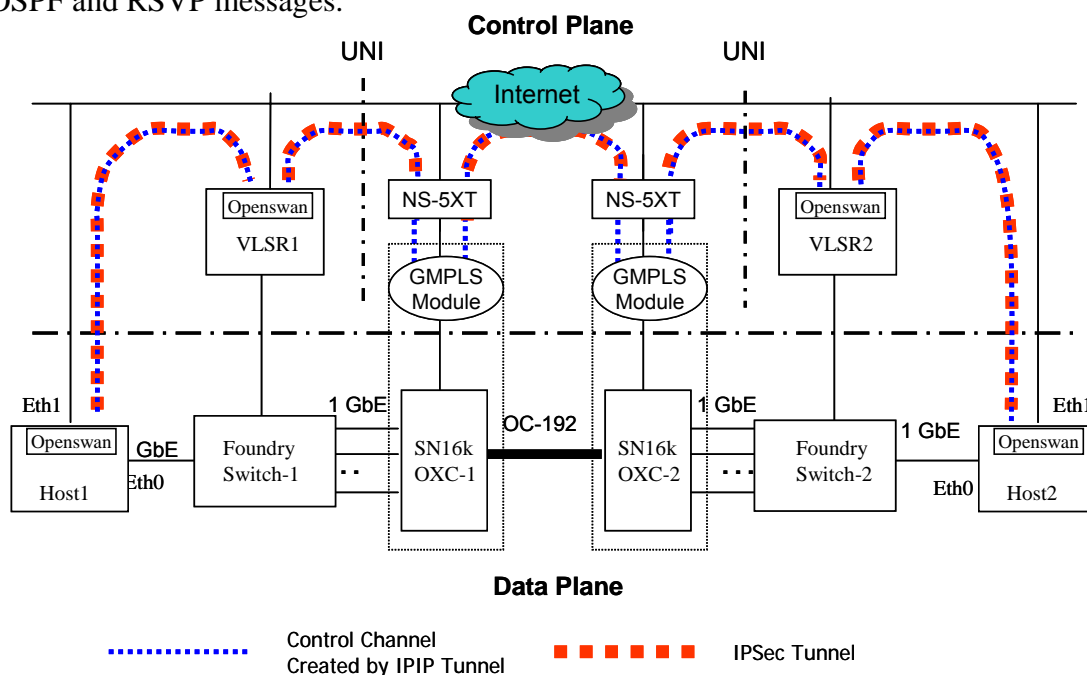 OSPF and RSVP messages.
Control Plane
UNI
UNI
Internet
Openswan
VLSR1
NS-5XT
NS-5XT
Openswan
VLSR2
GMPLS
Module
GMPLS
Module
Eth1
Openswan
Host1
GbE
Eth0
Foundry
Switch-1
1 GbE
..
SN16k
OXC-1
OC-192
SN16k
OXC-2
1 GbE
...
Foundry
Switch-2
1 GbE
Eth0
Eth1
Openswan
Host2
Data Plane
Control Channel
Created by IPIP Tunnel
IPSec Tunnel